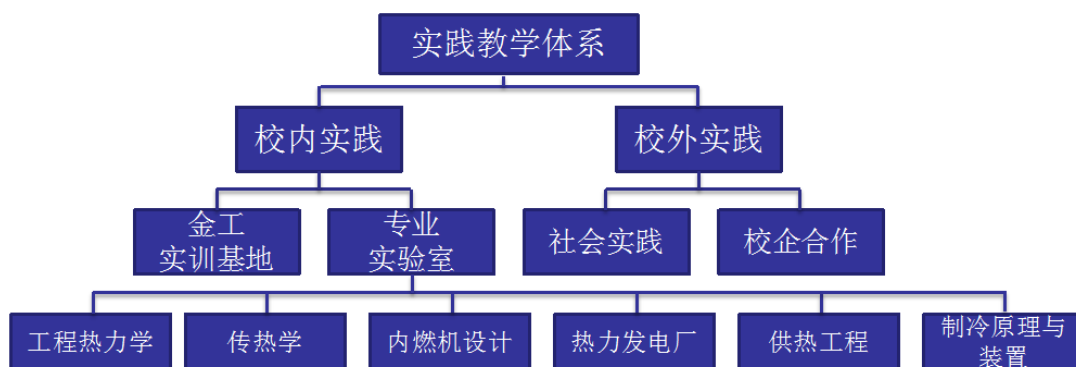 实践教学体系
校内实践
校外实践
金工
实训基地
专业
实验室
社会实践
校企合作
工程热力学
传热学
内燃机设计
热力发电厂
供热工程
制冷原理与
装置